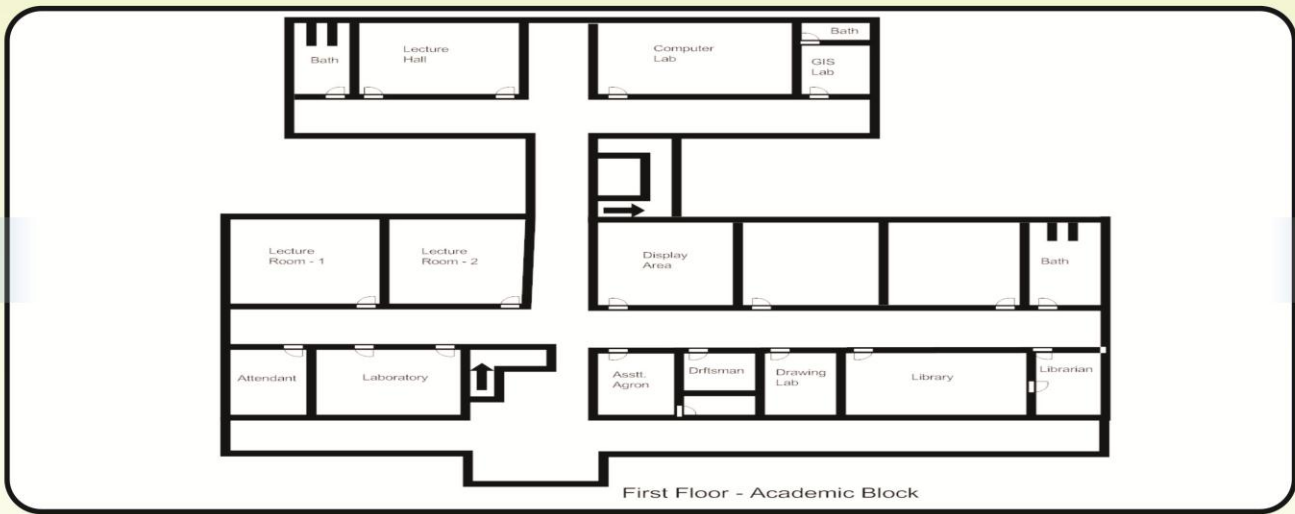 Bath
Lecture
Hall
Computer
Lab
Bath
GIS
Lab
Lecture
Room - 1
Lecture
Room - 2
Display
Area
Bath
Attendant
Laboratory
Asstt.
Agron
Drftsman
Drawing
Lab
Library
Librarian
First Floor - Academic Block